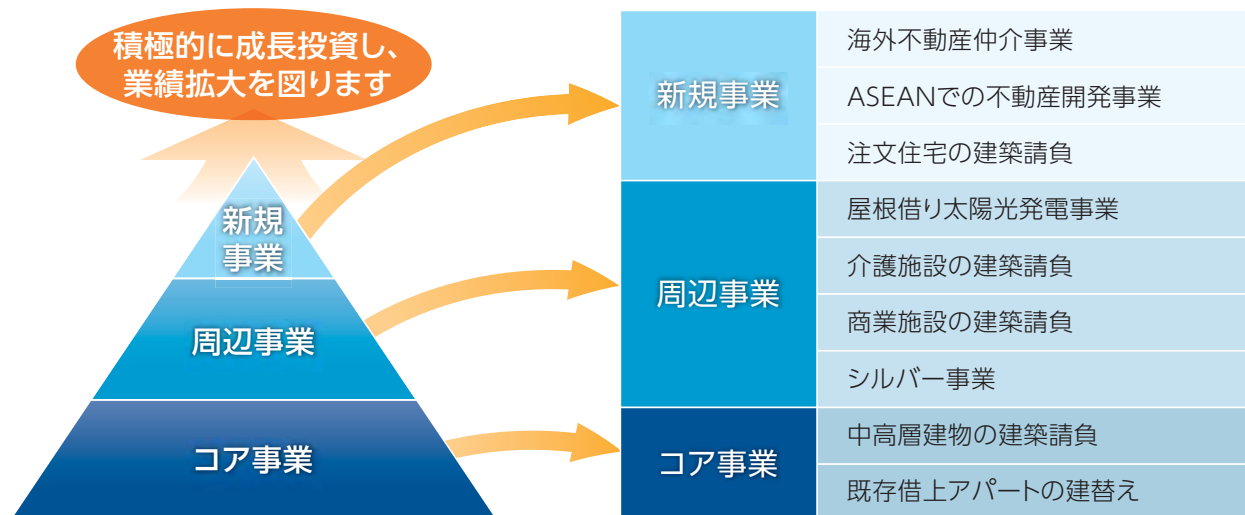 積極的に成長投資し、
業績拡大を図ります
新規
事業
周辺事業
コア事業
新規事業
海外不動産仲介事業
ASEANでの不動産開発事業
注文住宅の建築請負
周辺事業
屋根借り太陽光発電事業
介護施設の建築請負
商業施設の建築請負
シルバー事業
コア事業
中高層建物の建築請負
既存借上アパートの建替え